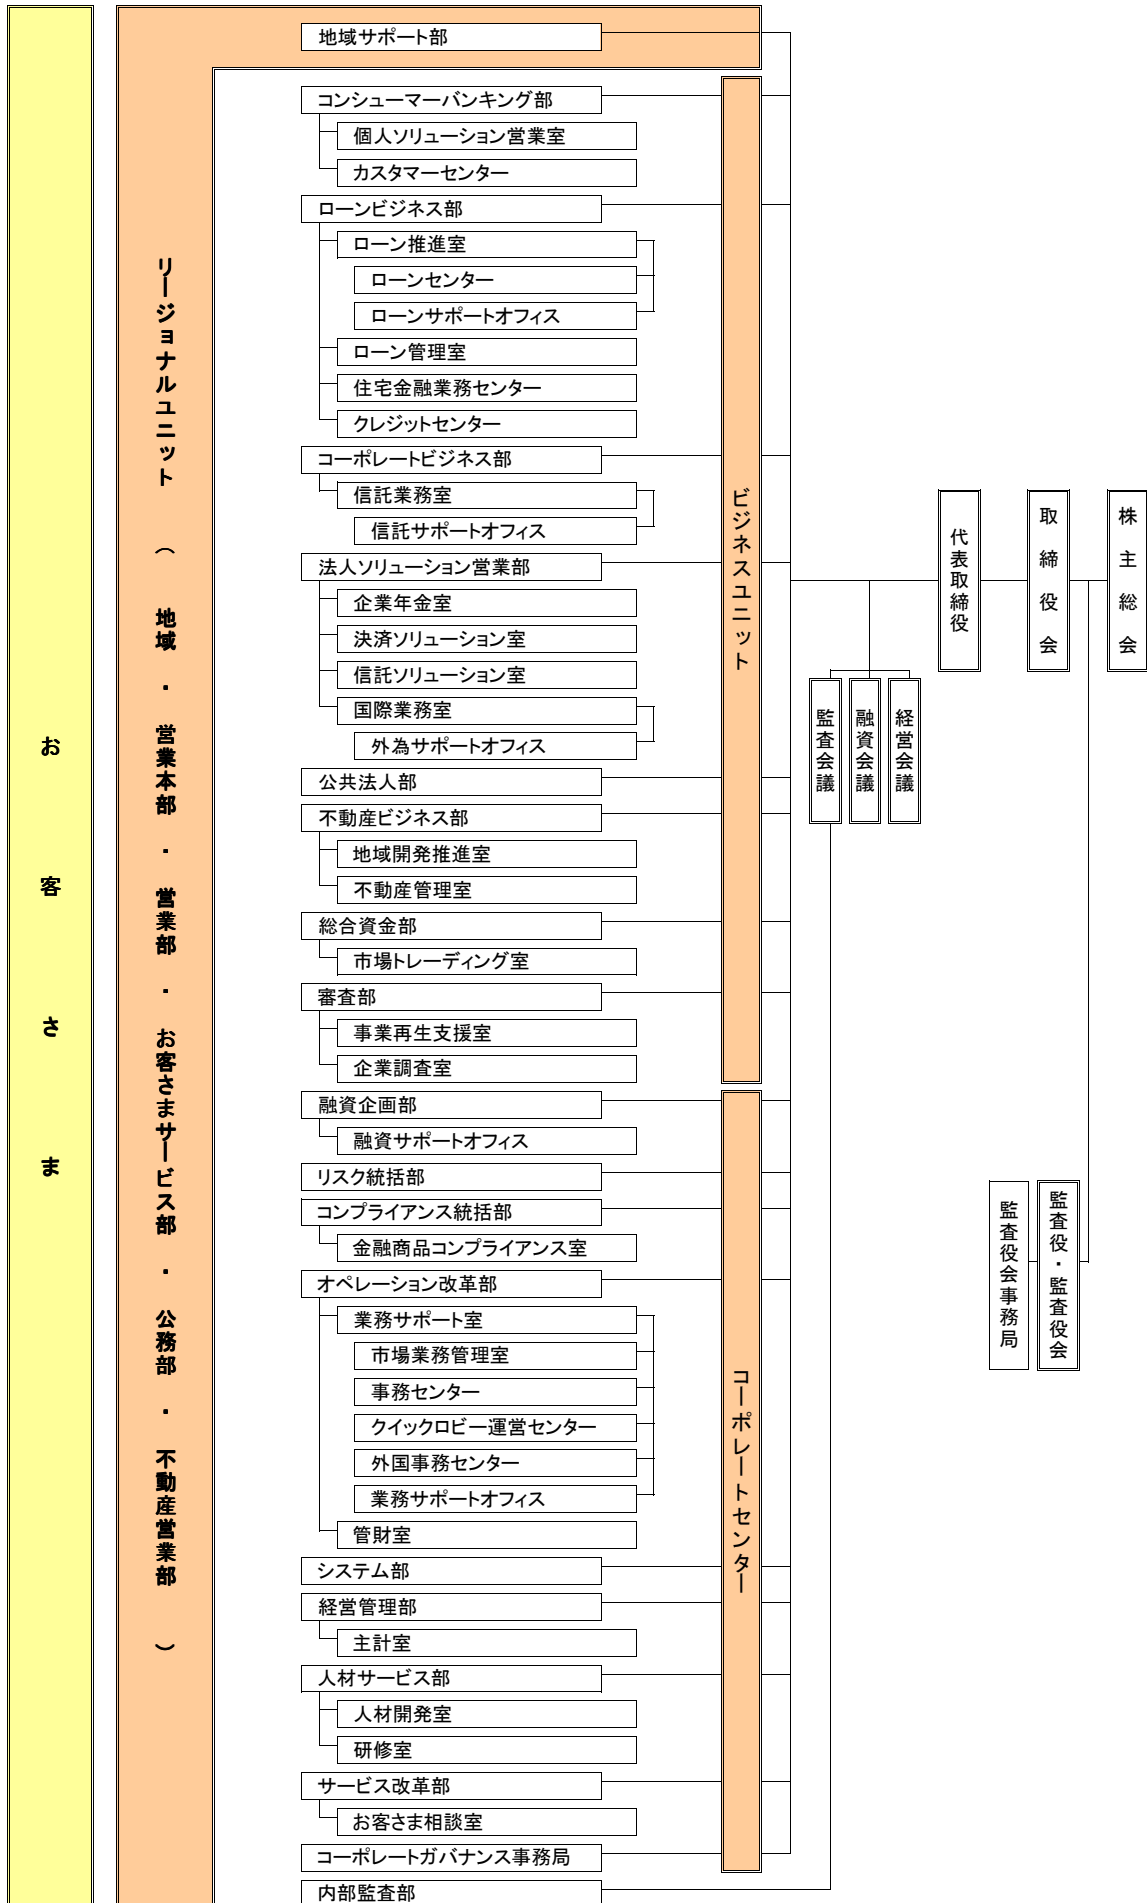 お客さま
リージョナルユニット （ 地域 ・ 営業本部 ・ 営業部 ・ お客さまサービス部 ・ 公務部 ・ 不動産営業部 ）
地域サポート部
コンシューマーバンキング部
個人ソリューション営業室
カスタマーセンター
ローンビジネス部
ローン推進室
ローンセンター
ローンサポートオフィス
ローン管理室
住宅金融業務センター
クレジットセンター
コーポレートビジネス部
信託業務室
信託サポートオフィス
法人ソリューション営業部
企業年金室
決済ソリューション室
信託ソリューション室
国際業務室
外為サポートオフィス
公共法人部
不動産ビジネス部
地域開発推進室
不動産管理室
総合資金部
市場トレーディング室
審査部
事業再生支援室
企業調査室
融資企画部
融資サポートオフィス
リスク統括部
コンプライアンス統括部
金融商品コンプライアンス室
オペレーション改革部
業務サポート室
市場業務管理室
事務センター
クイックロビー運営センター
外国事務センター
業務サポートオフィス
管財室
システム部
経営管理部
主計室
人材サービス部
人材開発室
研修室
サービス改革部
お客さま相談室
コーポレートガバナンス事務局
内部監査部
ビジネスユニット
コーポレートセンター
監査会議
融資会議
経営会議
代表取締役
取締役会
株主総会
監査役会事務局
監査役・監査役会